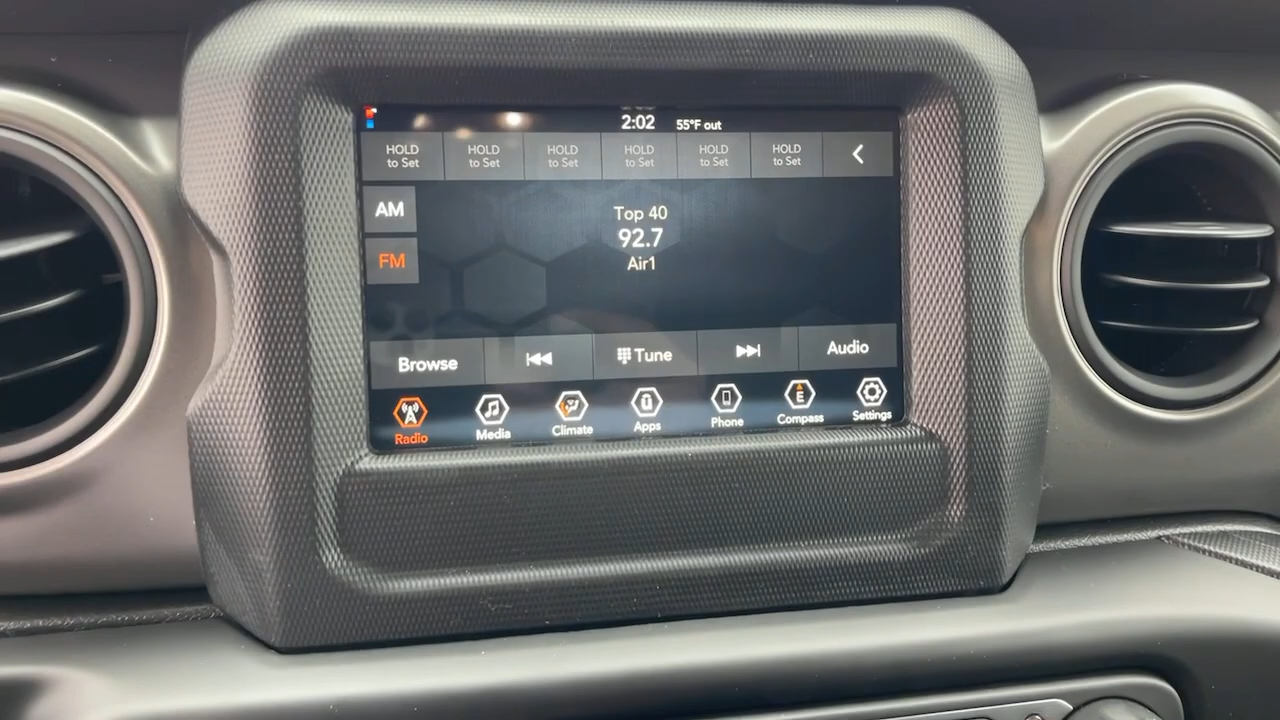 2:02 55°F out
HOLD to Set
HOLD to Set
HOLD to Set
HOLD to Set
HOLD to Set
HOLD to Set
AM
FM
Top 40
92.7
Air1
Browse
Tune
Audio
Radio
Media
Climate
Apps
Phone
E
Compass
Settings